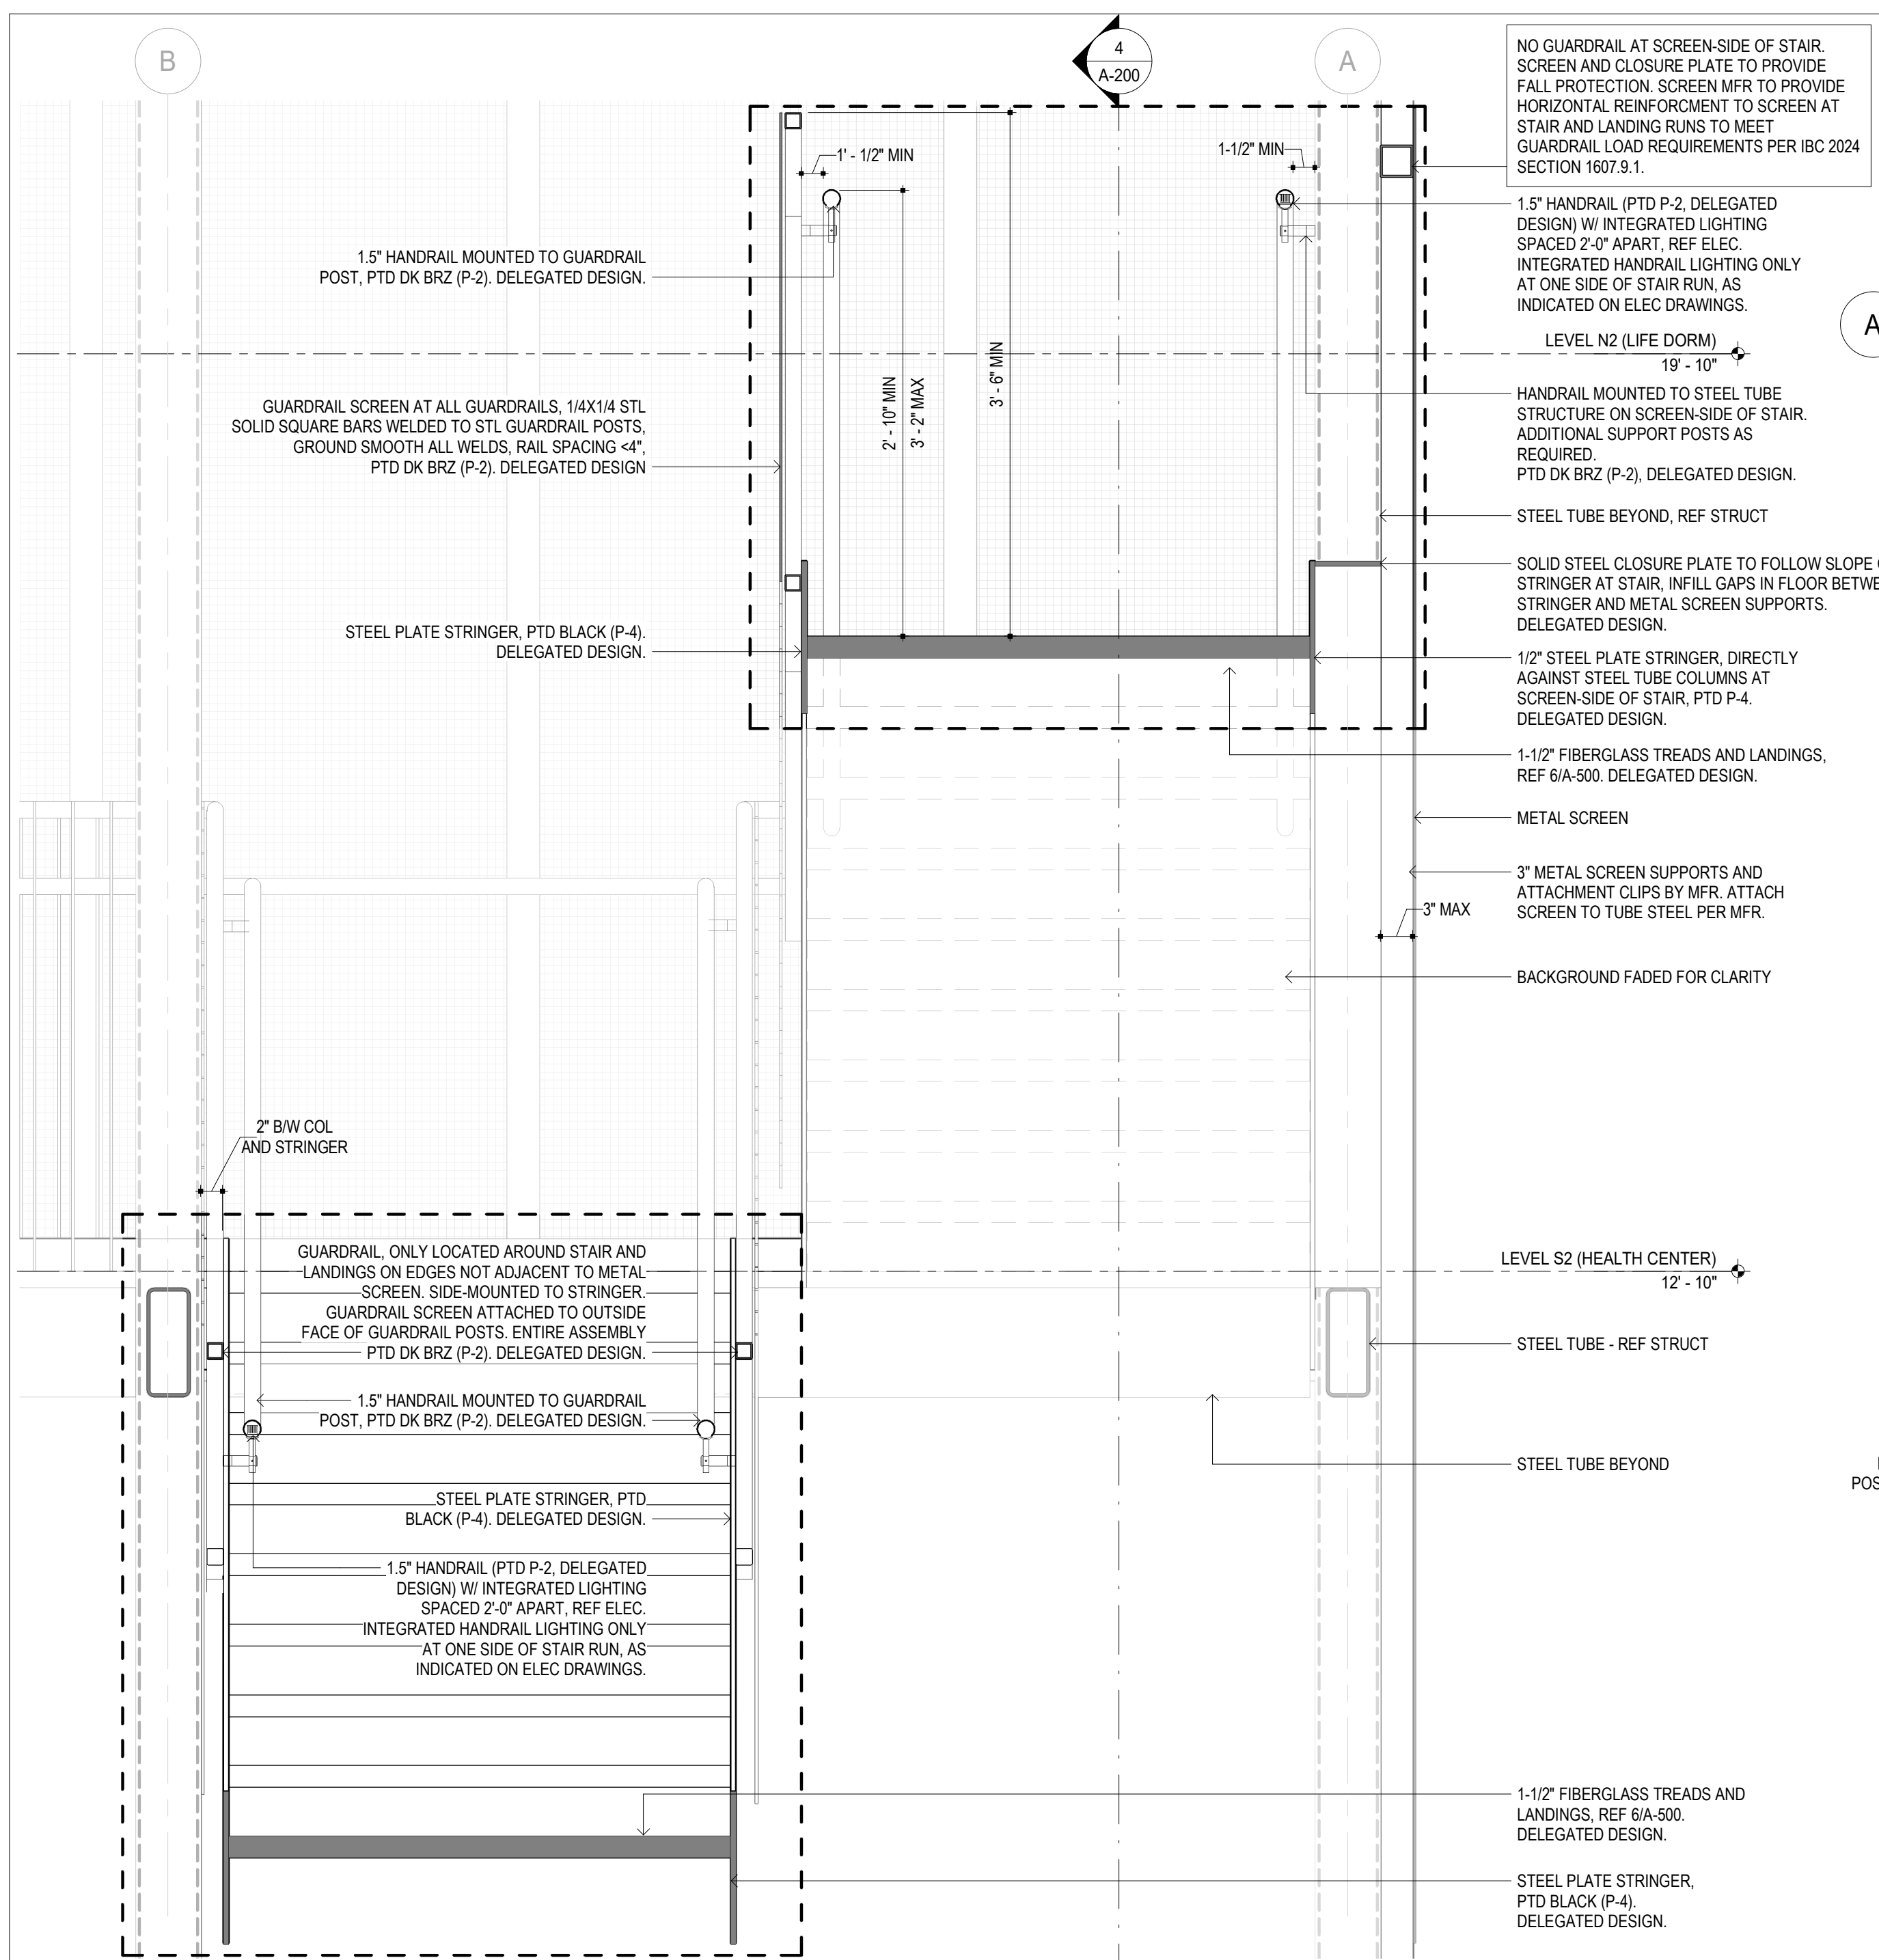 B
4
A-200
A
NO GUARDRAIL AT SCREEN-SIDE OF STAIR.
SCREEN AND CLOSURE PLATE TO PROVIDE
FALL PROTECTION. SCREEN MFR TO PROVIDE
HORIZONTAL REINFORCMENT TO SCREEN AT
STAIR AND LANDING RUNS TO MEET
GUARDRAIL LOAD REQUIREMENTS PER IBC 2024
SECTION 1607.9.1.
1' - 1/2" MIN
1-1/2" MIN
1.5" HANDRAIL (PTD P-2, DELEGATED
DESIGN) W/ INTEGRATED LIGHTING
SPACED 2'-0" APART, REF ELEC.
INTEGRATED HANDRAIL LIGHTING ONLY
AT ONE SIDE OF STAIR RUN, AS
INDICATED ON ELEC DRAWINGS.
1.5" HANDRAIL MOUNTED TO GUARDRAIL
POST, PTD DK BRZ (P-2). DELEGATED DESIGN.
A
LEVEL N2 (LIFE DORM)
19' - 10"
2' - 10" MIN
3' - 2" MAX
3' - 6" MIN
GUARDRAIL SCREEN AT ALL GUARDRAILS, 1/4X1/4 STL
SOLID SQUARE BARS WELDED TO STL GUARDRAIL POSTS,
GROUND SMOOTH ALL WELDS, RAIL SPACING <4",
PTD DK BRZ (P-2). DELEGATED DESIGN
HANDRAIL MOUNTED TO STEEL TUBE
STRUCTURE ON SCREEN-SIDE OF STAIR.
ADDITIONAL SUPPORT POSTS AS
REQUIRED.
PTD DK BRZ (P-2), DELEGATED DESIGN.
STEEL TUBE BEYOND, REF STRUCT
SOLID STEEL CLOSURE PLATE TO FOLLOW SLOPE
STRINGER AT STAIR, INFILL GAPS IN FLOOR BETWE
STRINGER AND METAL SCREEN SUPPORTS.
DELEGATED DESIGN.
STEEL PLATE STRINGER, PTD BLACK (P-4).
DELEGATED DESIGN.
1/2" STEEL PLATE STRINGER, DIRECTLY
AGAINST STEEL TUBE COLUMNS AT
SCREEN-SIDE OF STAIR, PTD P-4.
DELEGATED DESIGN.
1-1/2" FIBERGLASS TREADS AND LANDINGS,
REF 6/A-500. DELEGATED DESIGN.
METAL SCREEN
3" METAL SCREEN SUPPORTS AND
ATTACHMENT CLIPS BY MFR. ATTACH
SCREEN TO TUBE STEEL PER MFR.
3" MAX
BACKGROUND FADED FOR CLARITY
2" B/W COL
AND STRINGER
GUARDRAIL, ONLY LOCATED AROUND STAIR AND
LANDINGS ON EDGES NOT ADJACENT TO METAL
SCREEN. SIDE-MOUNTED TO STRINGER.
GUARDRAIL SCREEN ATTACHED TO OUTSIDE
FACE OF GUARDRAIL POSTS. ENTIRE ASSEMBLY
PTD DK BRZ (P-2). DELEGATED DESIGN.
LEVEL S2 (HEALTH CENTER)
12' - 10"
STEEL TUBE - REF STRUCT
1.5" HANDRAIL MOUNTED TO GUARDRAIL
POST, PTD DK BRZ (P-2). DELEGATED DESIGN.
STEEL TUBE BEYOND
POS
STEEL PLATE STRINGER, PTD
BLACK (P-4). DELEGATED DESIGN.
1.5" HANDRAIL (PTD P-2, DELEGATED
DESIGN) W/ INTEGRATED LIGHTING
SPACED 2'-0" APART, REF ELEC.
INTEGRATED HANDRAIL LIGHTING ONLY
AT ONE SIDE OF STAIR RUN, AS
INDICATED ON ELEC DRAWINGS.
1-1/2" FIBERGLASS TREADS AND
LANDINGS, REF 6/A-500.
DELEGATED DESIGN.
STEEL PLATE STRINGER,
PTD BLACK (P-4).
DELEGATED DESIGN.